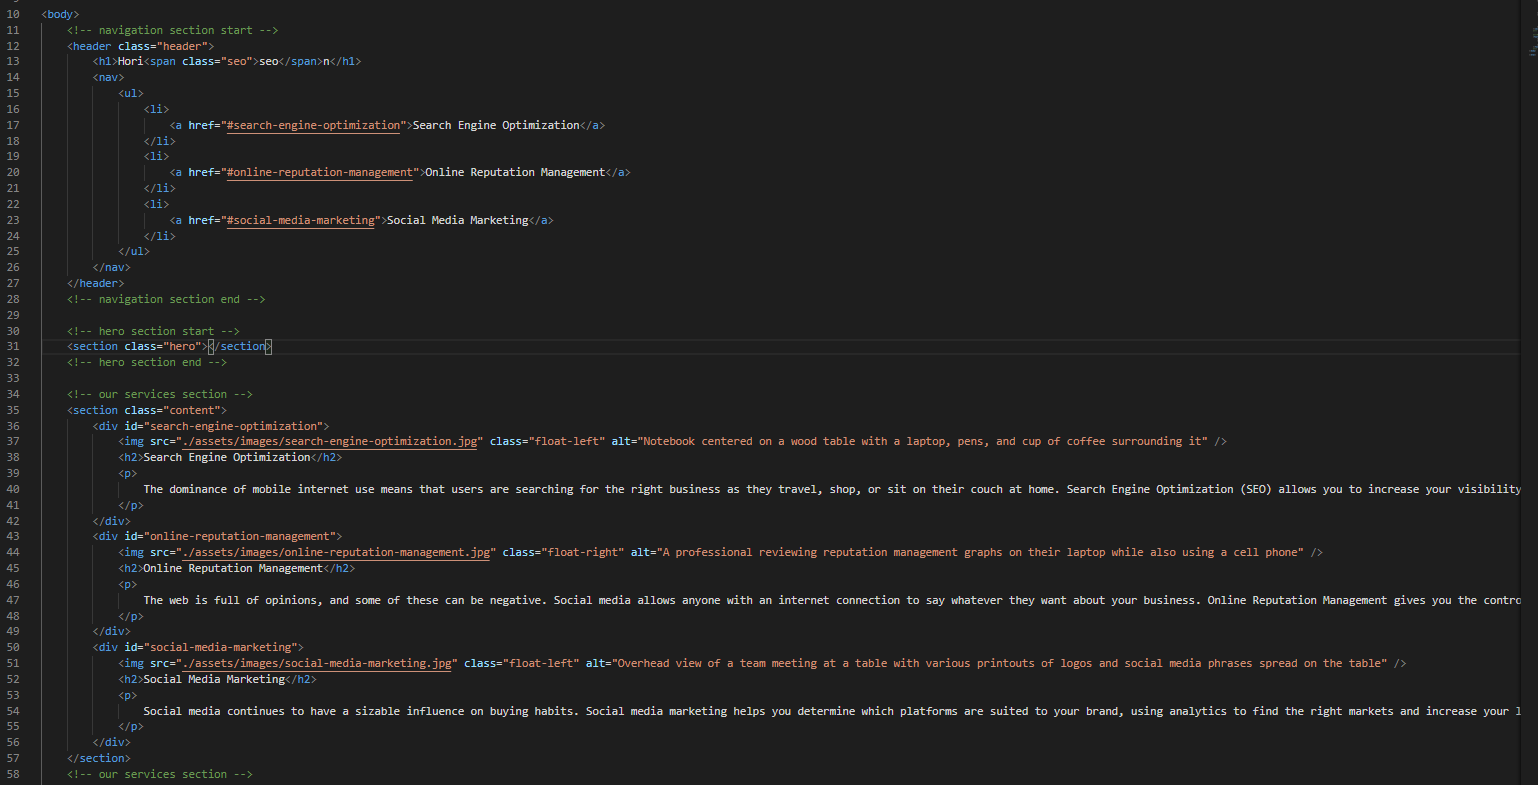 10 <body>
11 <!-- navigation section start -->
12 <header class="header">
13 <h1>Hori<span class="seo">seo</span>n</h1>
14 <nav>
15 <ul>
16 <li>
17 <a href="#search-engine-optimization">Search Engine Optimization</a>
18 </li>
19 <li>
20 <a href="#online-reputation-management">Online Reputation Management</a>
21 </li>
22 <li>
23 <a href="#social-media-marketing">Social Media Marketing</a>
24 </li>
25 </ul>
26 </nav>
27 </header>
28 <!-- navigation section end -->
29
30 <!-- hero section start -->
31 <section class="hero"></section>
32 <!-- hero section end -->
33
34 <!-- our services section -->
35 <section class="content">
36 <div id="search-engine-optimization">
37 <img src="./assets/images/search-engine-optimization.jpg" class="float-left" alt="Notebook centered on a wood table with a laptop, pens, and cup of coffee surrounding it" />
38 <h2>Search Engine Optimization</h2>
39 <p>
40 The dominance of mobile internet use means that users are searching for the right business as they travel, shop, or sit on their couch at home. Search Engine Optimization (SEO) allows you to increase your visibility
41 </p>
42 </div>
43 <div id="online-reputation-management">
44 <img src="./assets/images/online-reputation-management.jpg" class="float-right" alt="A professional reviewing reputation management graphs on their laptop while also using a cell phone" />
45 <h2>Online Reputation Management</h2>
46 <p>
47 The web is full of opinions, and some of these can be negative. Social media allows anyone with an internet connection to say whatever they want about your business. Online Reputation Management gives you the contro
48 </p>
49 </div>
50 <div id="social-media-marketing">
51 <img src="./assets/images/social-media-marketing.jpg" class="float-left" alt="Overhead view of a team meeting at a table with various printouts of logos and social media phrases spread on the table" />
52 <h2>Social Media Marketing</h2>
53 <p>
54 Social media continues to have a sizable influence on buying habits. Social media marketing helps you determine which platforms are suited to your brand, using analytics to find the right markets and increase your l
55 </p>
56 </div>
57 </section>
58 <!-- our services section -->